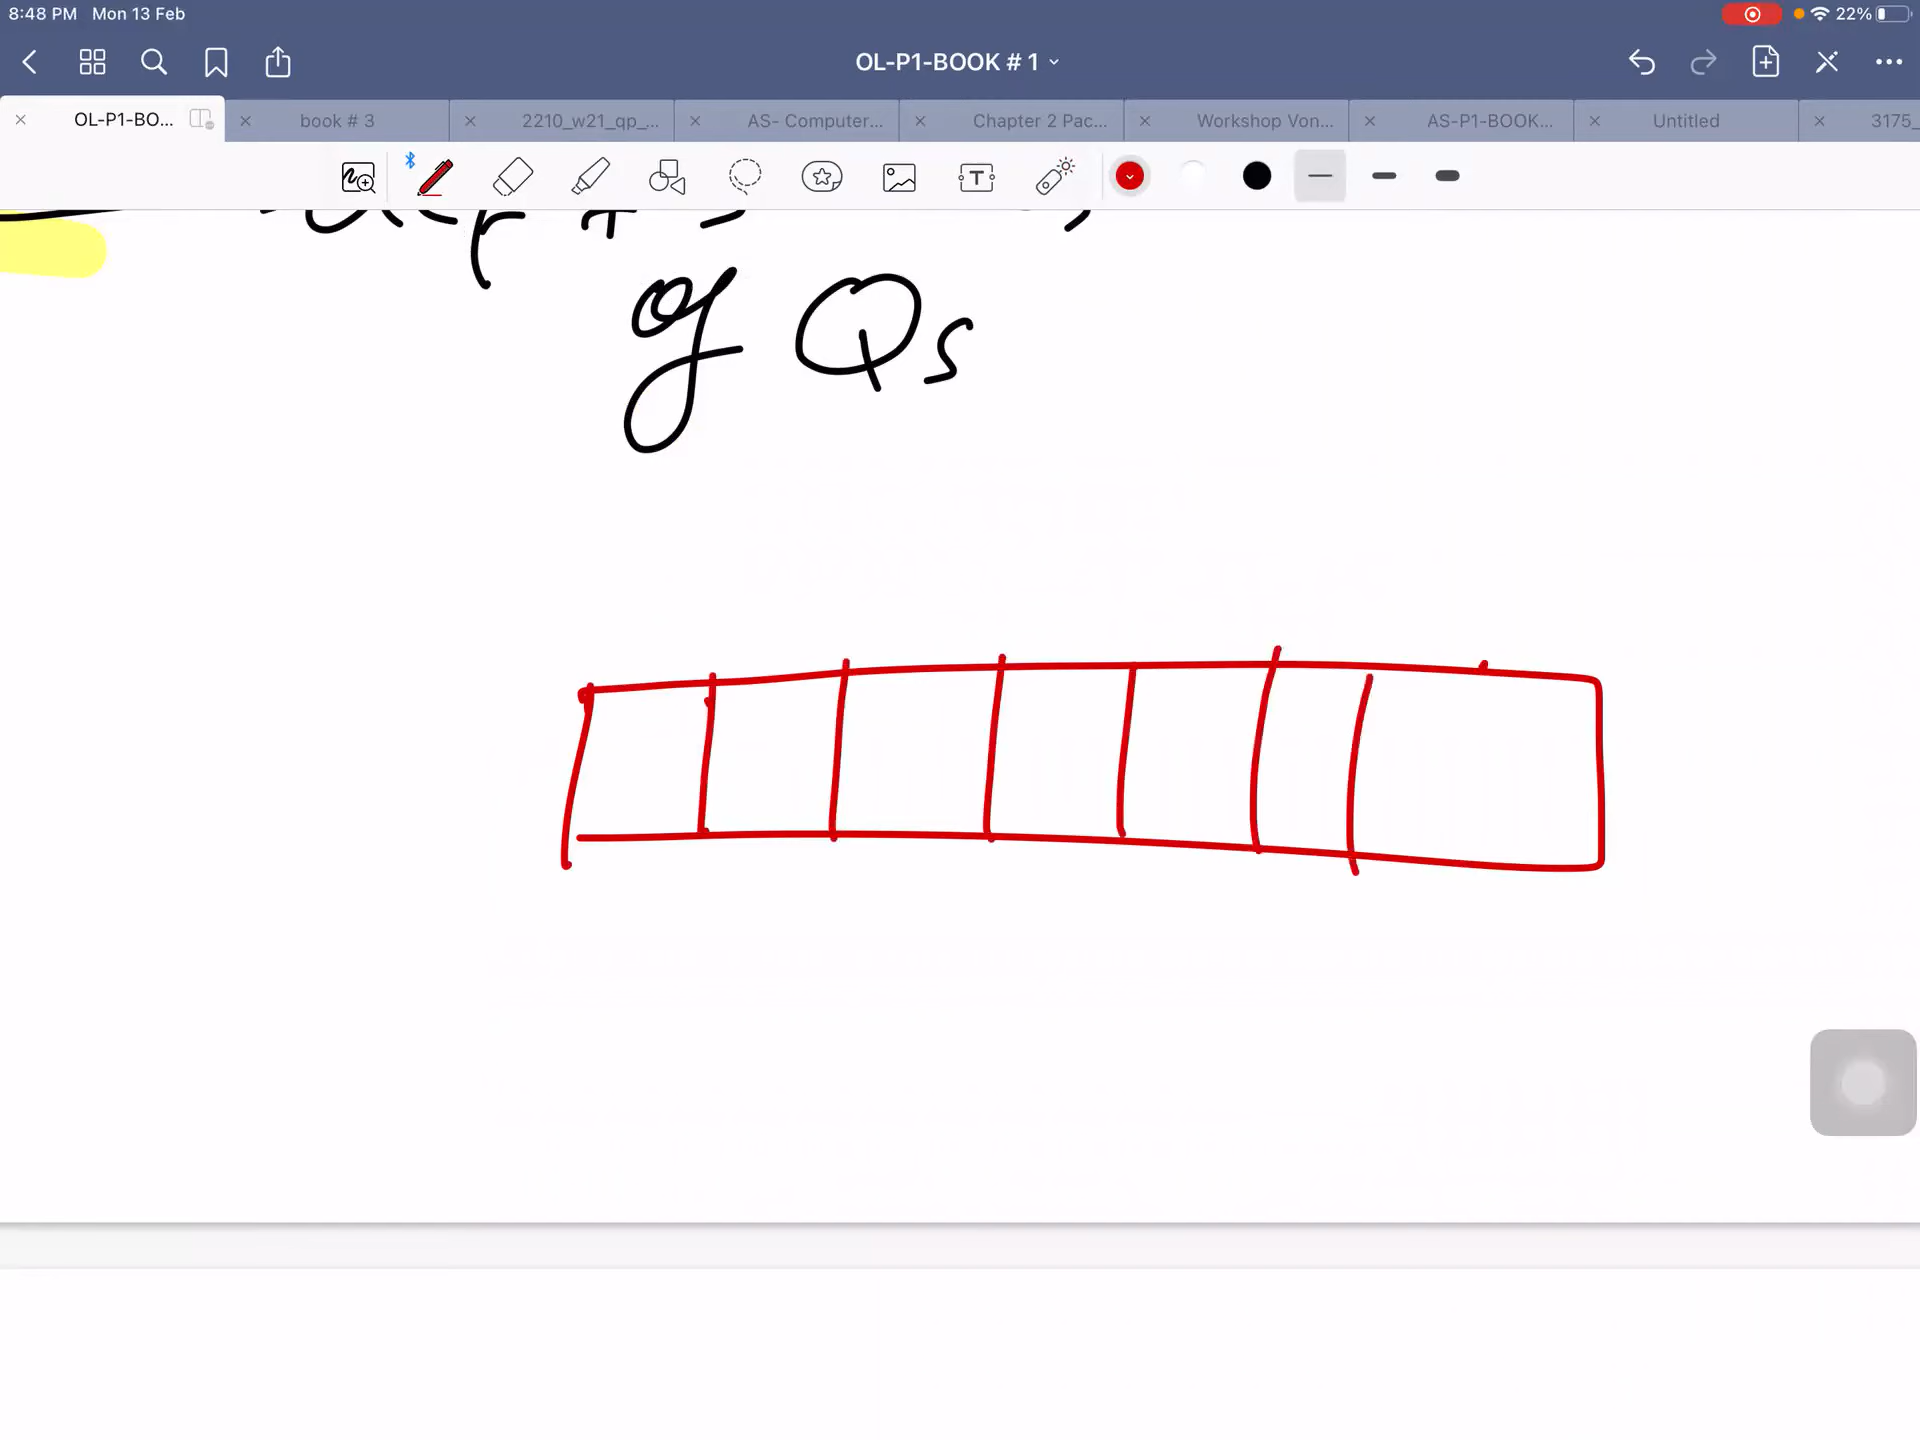 8:48 PM Mon 13 Feb
22%
OL-P1-BOOK # 1
OL-P1-BO...
book # 3
2210_w21_qp_...
AS- Computer...
Chapter 2 Pac...
Workshop Von...
AS-P1-BOOK...
Untitled
3175_
of Qs